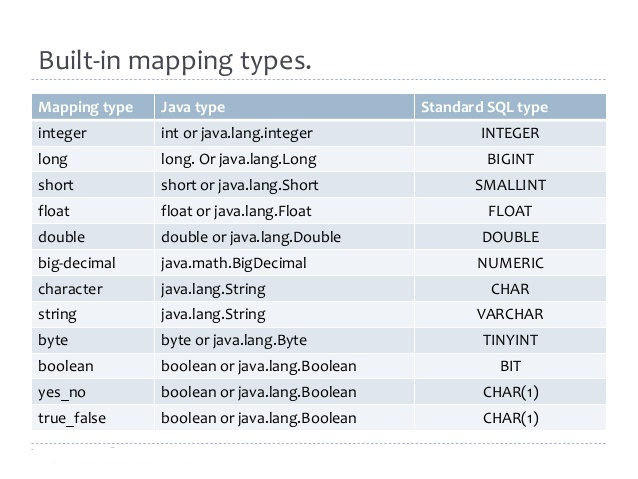 Built-in mapping types.
Mapping type Java type Standard SQL type
integer int or java.lang.integer INTEGER
long long. Or java.lang.Long BIGINT
short short or java.lang.Short SMALLINT
float float or java.lang.Float FLOAT
double double or java.lang.Double DOUBLE
big-decimal java.math.BigDecimal NUMERIC
character java.lang.String CHAR
string java.lang.String VARCHAR
byte byte or java.lang.Byte TINYINT
boolean boolean or java.lang.Boolean BIT
yes_no boolean or java.lang.Boolean CHAR(1)
true_false boolean or java.lang.Boolean CHAR(1)